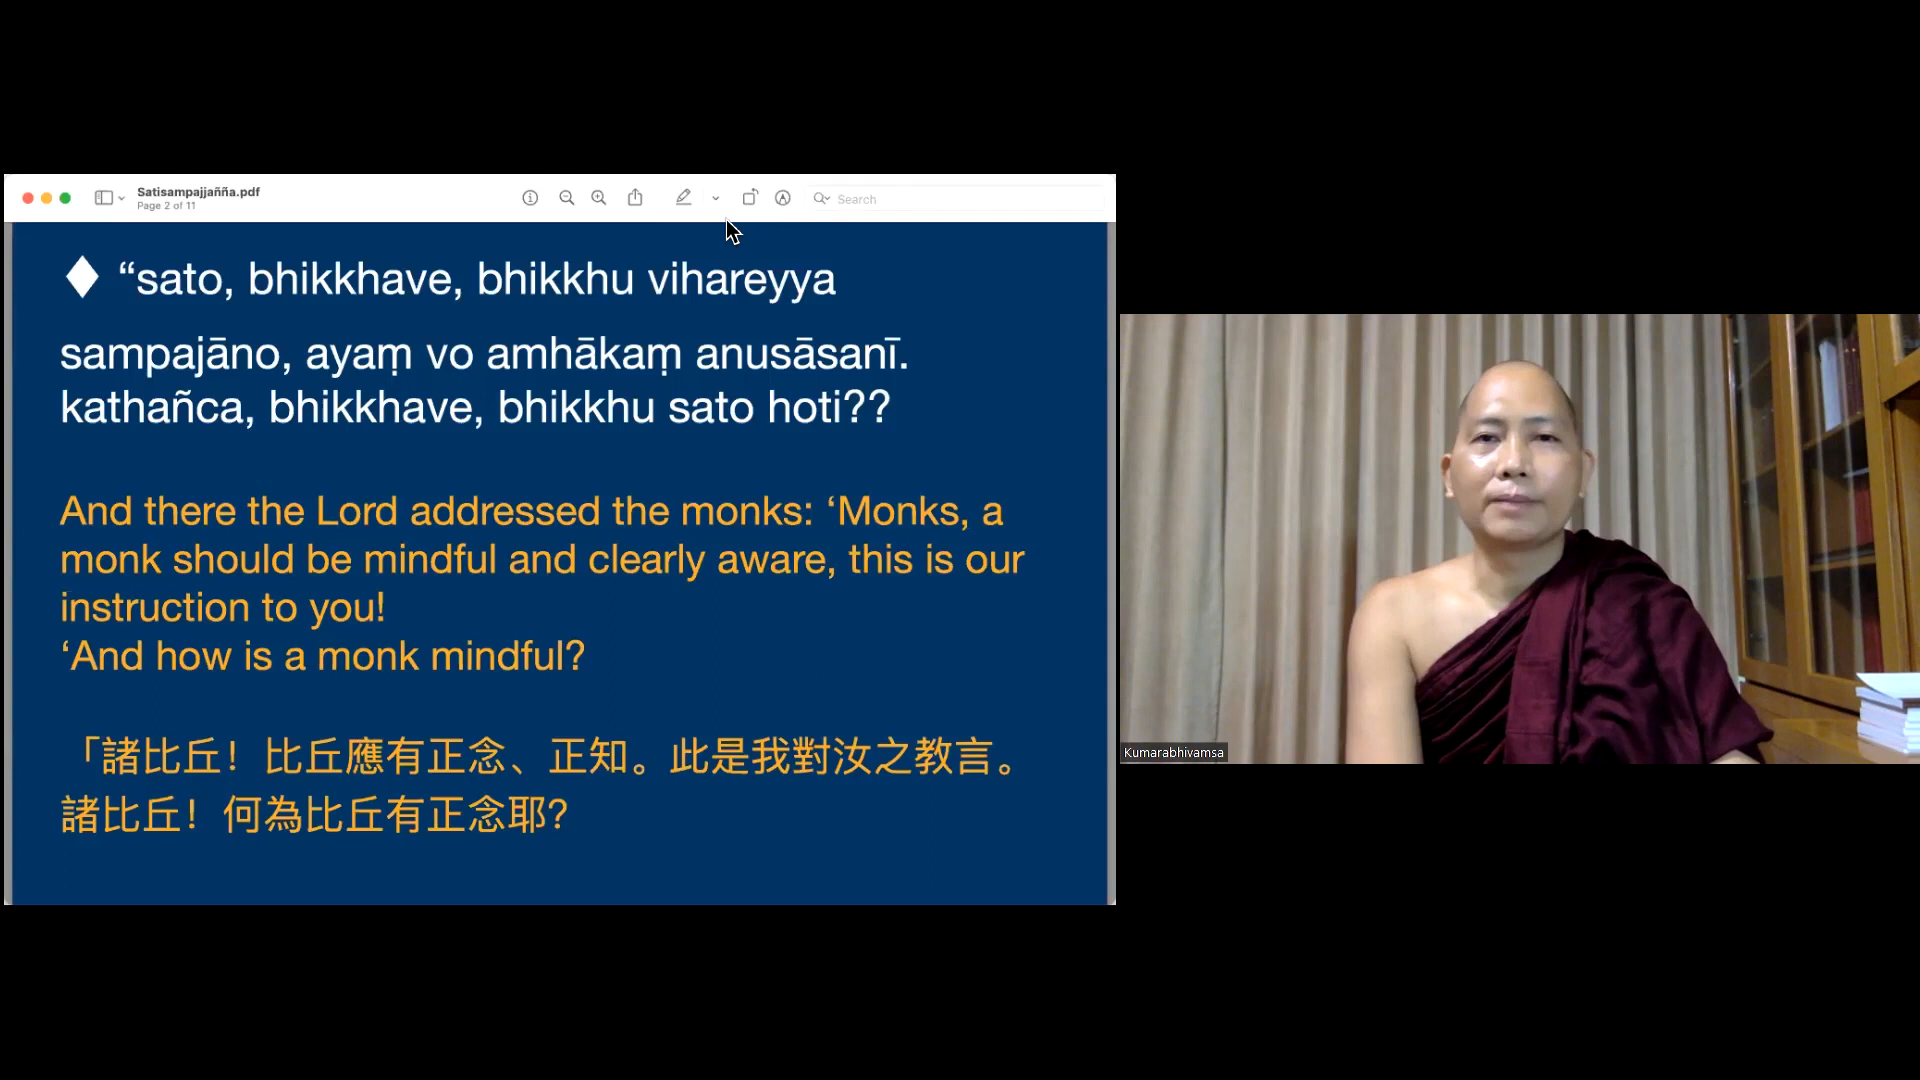 Satisampajjañña.pdf
Page 2 of 11
Search
“sato, bhikkhave, bhikkhu vihareyya
sampajāno, ayaṃ vo amhākaṃ anusāsanī.
kathañca, bhikkhave, bhikkhu sato hoti??
And there the Lord addressed the monks: ‘Monks, a
monk should be mindful and clearly aware, this is our
instruction to you!
‘And how is a monk mindful?
「諸比丘！比丘應有正念、正知。此是我對汝之教言。
諸比丘！何為比丘有正念耶?
Kumarabhivamsa